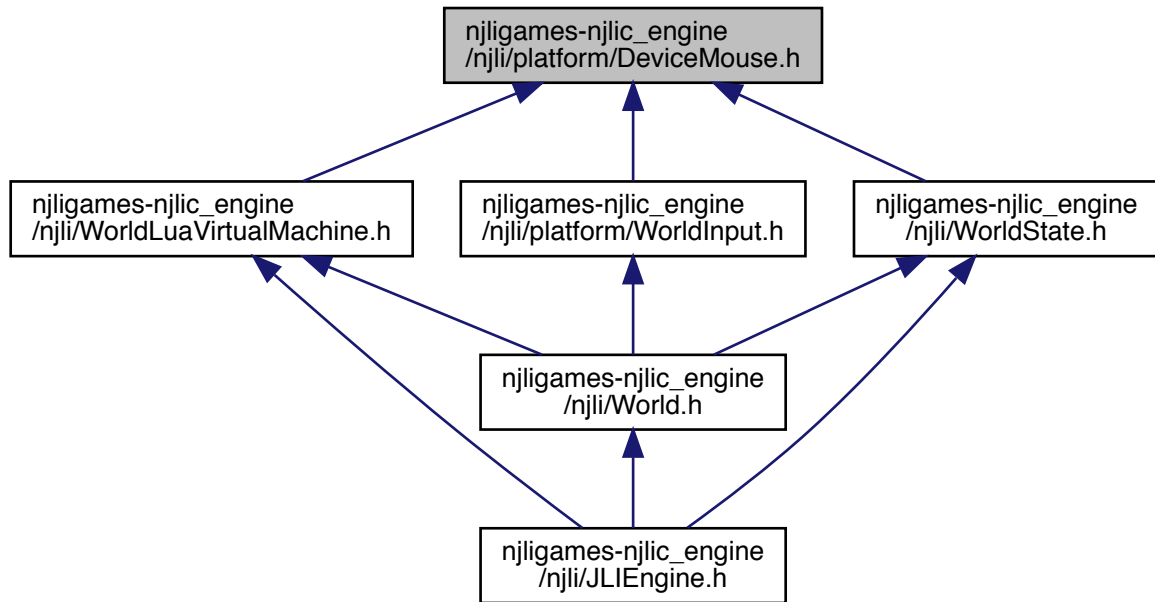 njligames-njlic_engine
/njli/platform/DeviceMouse.h
njligames-njlic_engine
/njli/WorldLuaVirtualMachine.h
njligames-njlic_engine
/njli/platform/WorldInput.h
njligames-njlic_engine
/njli/WorldState.h
njligames-njlic_engine
/njli/World.h
njligames-njlic_engine
/njli/JLIEngine.h